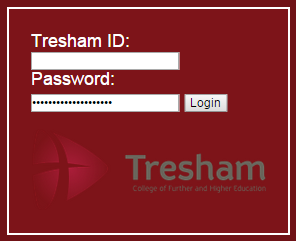 Tresham ID:
Password:
Login
Tresham
College of Further and Higher Education